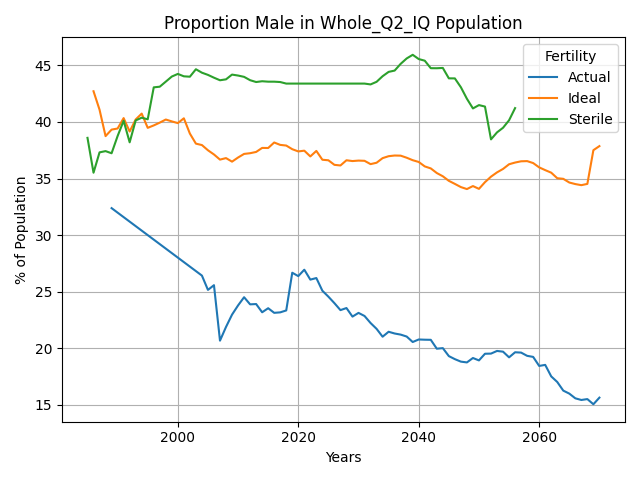 Proportion Male in Whole_Q2_IQ Population
Fertility
Actual
Ideal
Sterile
% of Population
45
40
35
30
25
20
15
2000
2020
2040
2060
Years